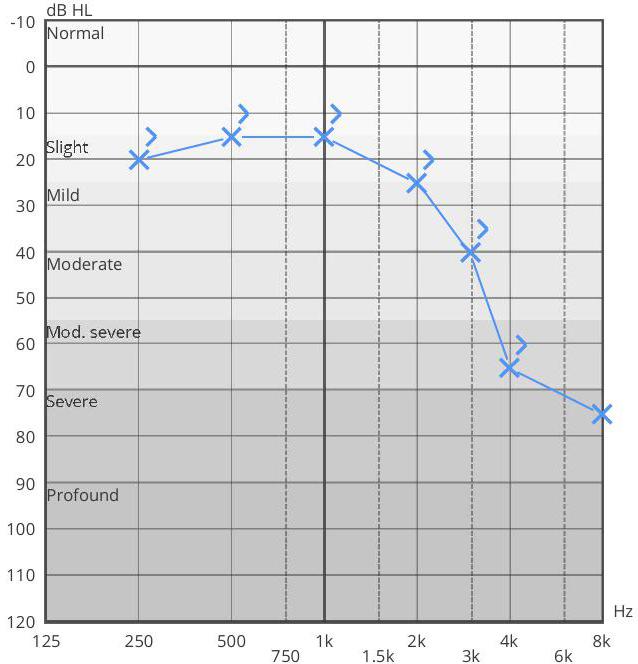 dB HL
-10
Normal
0
10
Slight
20
Mild
30
40
Moderate
50
Mod. severe
60
70
Severe
80
90
Profound
100
110
120
Hz
125 250 500 1k 2k 4k 8k
750 1.5k 3k 6k